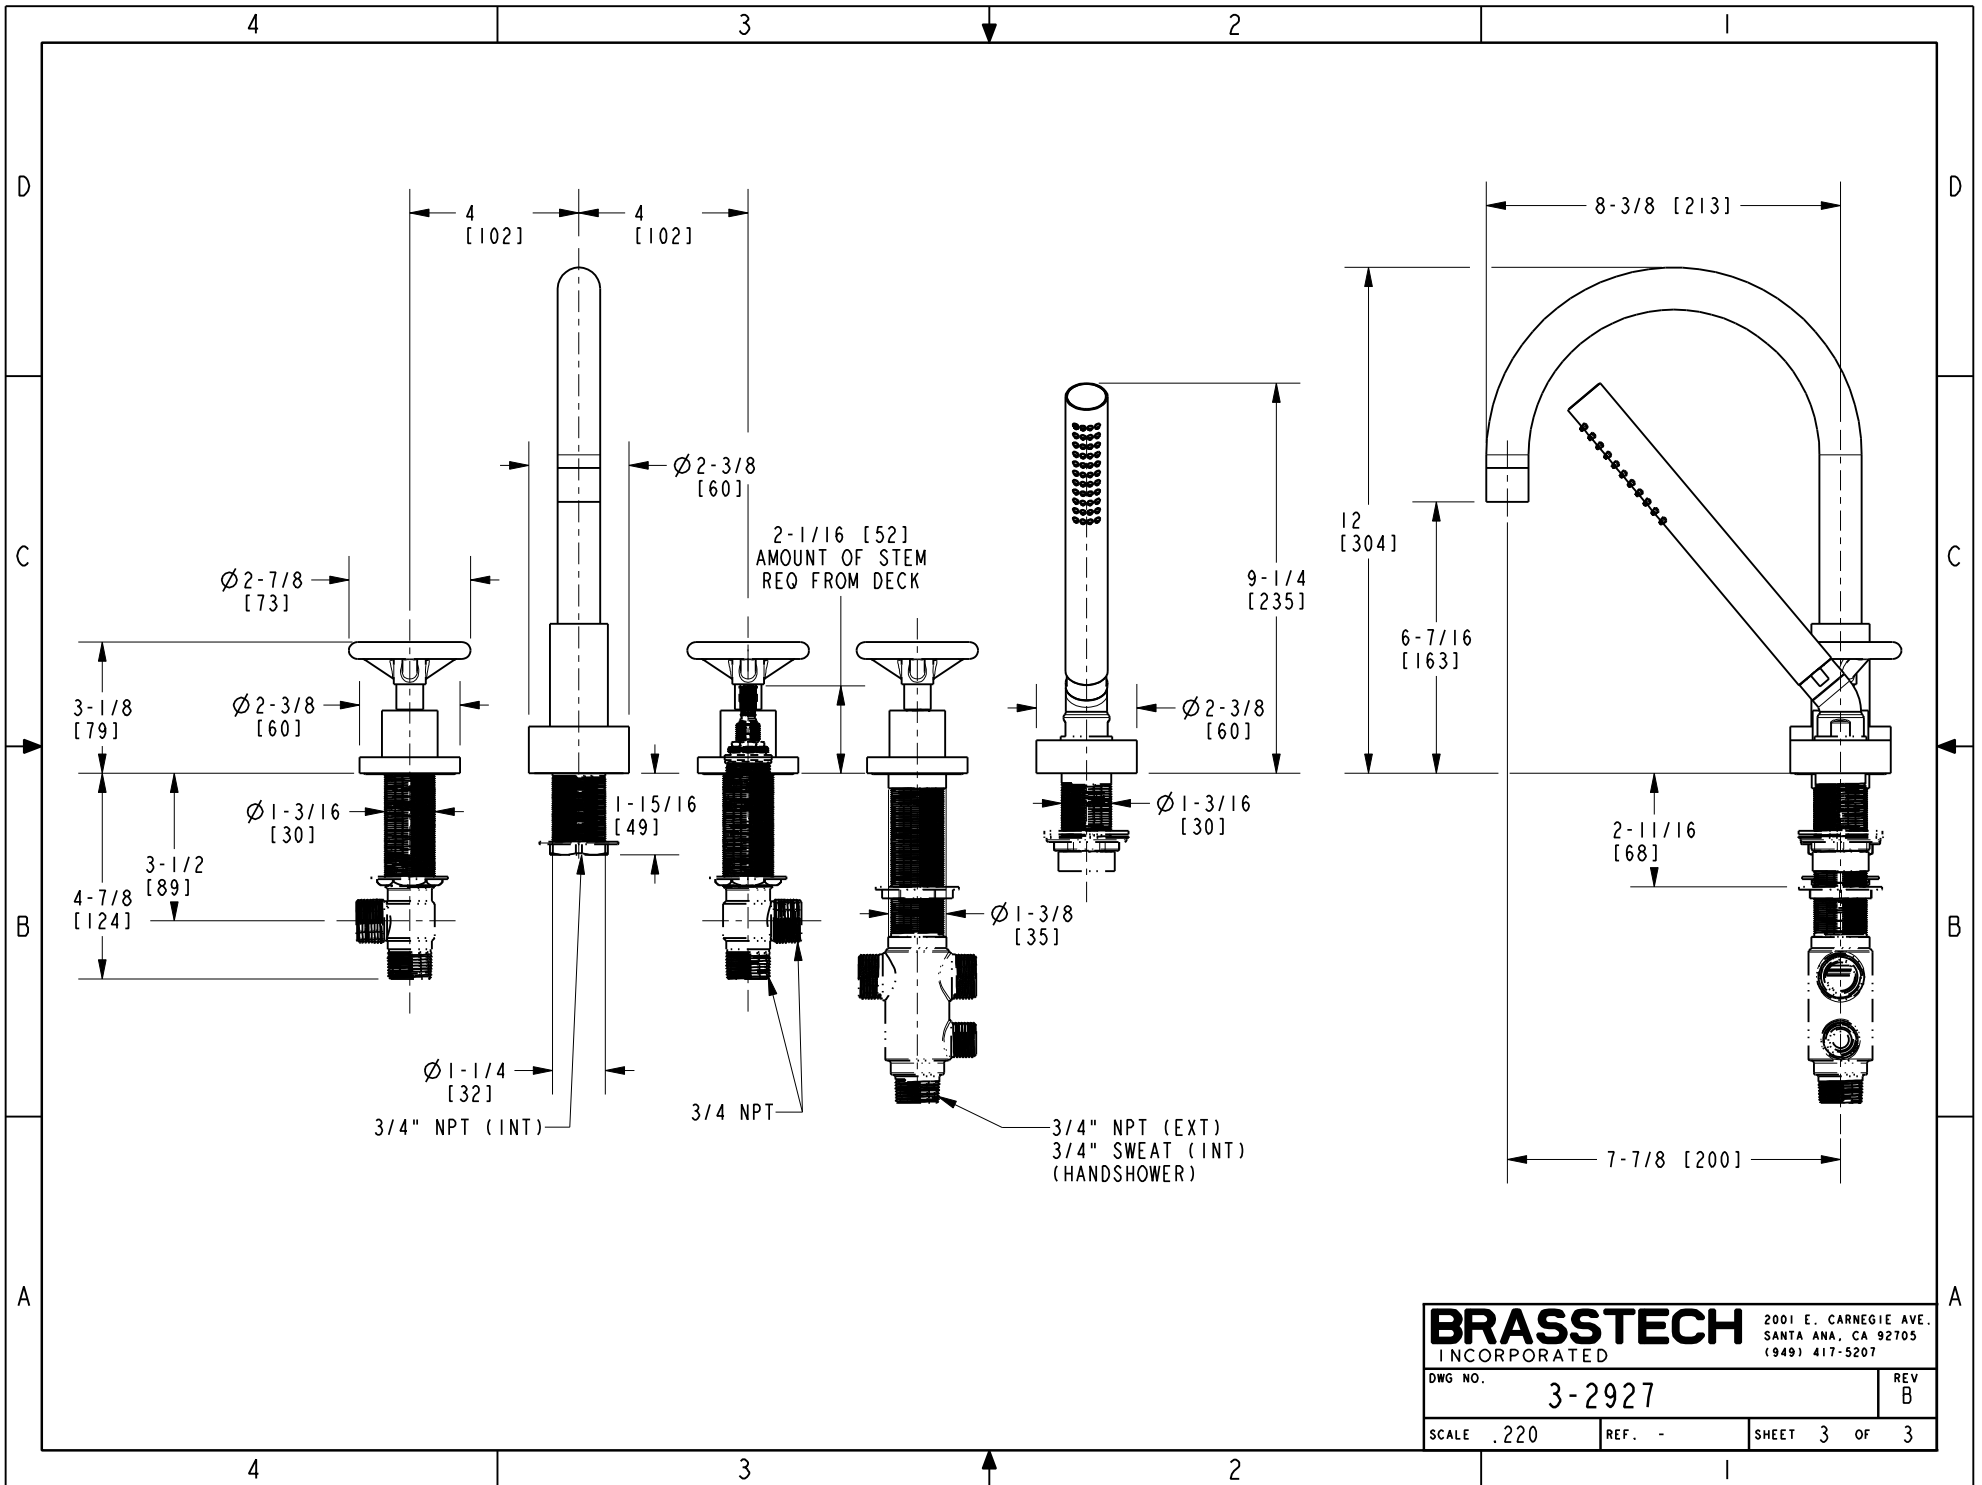 4 3 2 1
D D
4
[102]
4
[102]
8-3/8 [213]
Ø2-3/8
[60]
2-1/16 [52]
AMOUNT OF STEM
REQ FROM DECK
12
[304]
C C
Ø2-7/8
[73]
9-1/4
[235]
6-7/16
[163]
3-1/8
[79]
Ø2-3/8
[60]
Ø2-3/8
[60]
Ø1-3/16
[30]
1-15/16
[49]
Ø1-3/16
[30]
2-11/16
[68]
3-1/2
[89]
4-7/8
[124]
Ø1-3/8
[35]
B B
Ø1-1/4
[32]
3/4" NPT (INT)
3/4 NPT
3/4" NPT (EXT)
3/4" SWEAT (INT)
(HANDSHOWER)
7-7/8 [200]
A A
BRASSTECH
INCORPORATED
2001 E. CARNEGIE AVE.
SANTA ANA, CA 92705
(949) 417-5207
DWG NO.
3-2927
REV
B
SCALE .220
REF. -
SHEET 3 OF 3
4 3 2 1